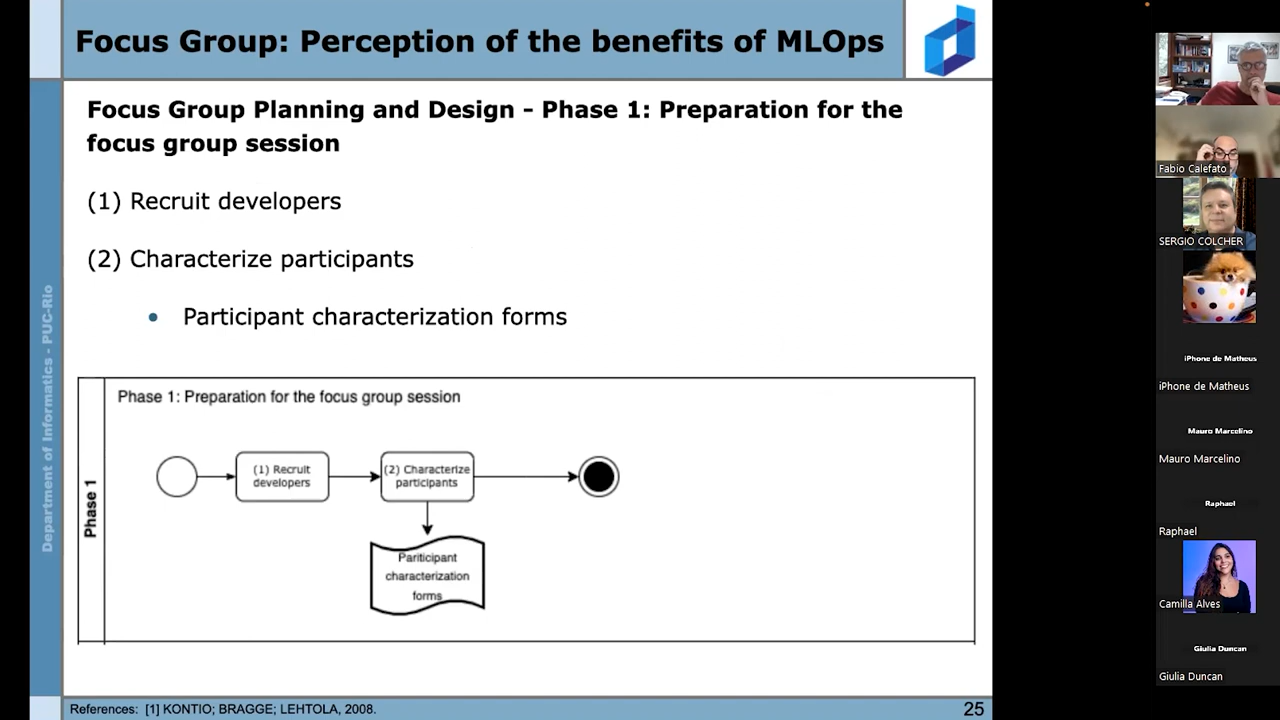 Focus Group: Perception of the benefits of MLOps
Focus Group Planning and Design - Phase 1: Preparation for the
focus group session
(1) Recruit developers
(2) Characterize participants
• Participant characterization forms
Department of Informatics - PUC-Rio
Phase 1
Phase 1: Preparation for the focus group session
(1) Recruit
developers
(2) Characterize
participants
Pariticipant
characterization
forms
References: [1] KONTIO; BRAGGE; LEHTOLA, 2008.
25
Fabio Calefato
SERGIO COLCHER
iPhone de Matheus
iPhone de Matheus
Mauro Marcelino
Mauro Marcelino
Raphael
Raphael
Camilla Alves
Giulia Duncan
Giulia Duncan